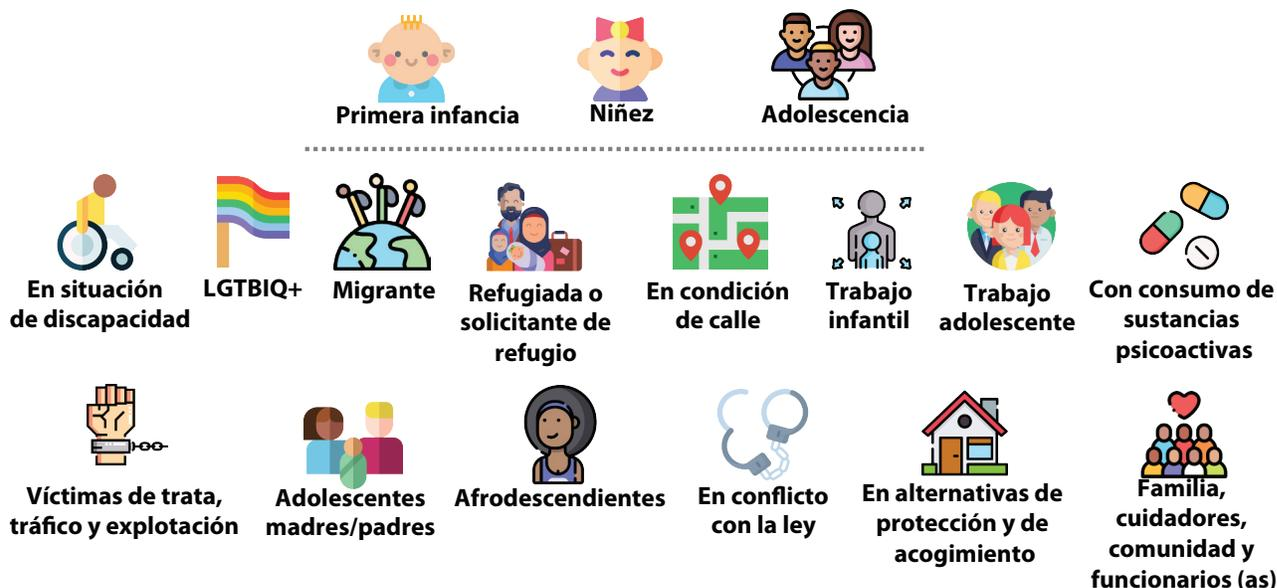 Primera infancia
Niñez
Adolescencia
En situación
de discapacidad
LGTBIQ+
Migrante
Refugiada o
solicitante de
refugio
En condición
de calle
Trabajo
infantil
Trabajo
adolescente
Con consumo de
sustancias
psicoactivas
Víctimas de trata,
tráfico y explotación
Adolescentes
madres/padres
Afrodescendientes
En conflicto
con la ley
En alternativas de
protección y de
acogimiento
Familia,
cuidadores,
comunidad y
funcionarios (as)